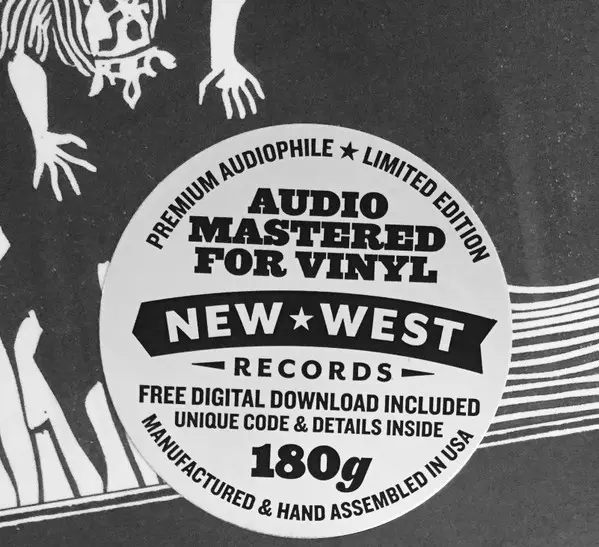 PREMIUM AUDIOPHILE ★ LIMITED EDITION
AUDIO
MASTERED
FOR VINYL
NEW★WEST
RECORDS
FREE DIGITAL DOWNLOAD INCLUDED
UNIQUE CODE & DETAILS INSIDE
180g
MANUFACTURED & HAND ASSEMBLED IN USA